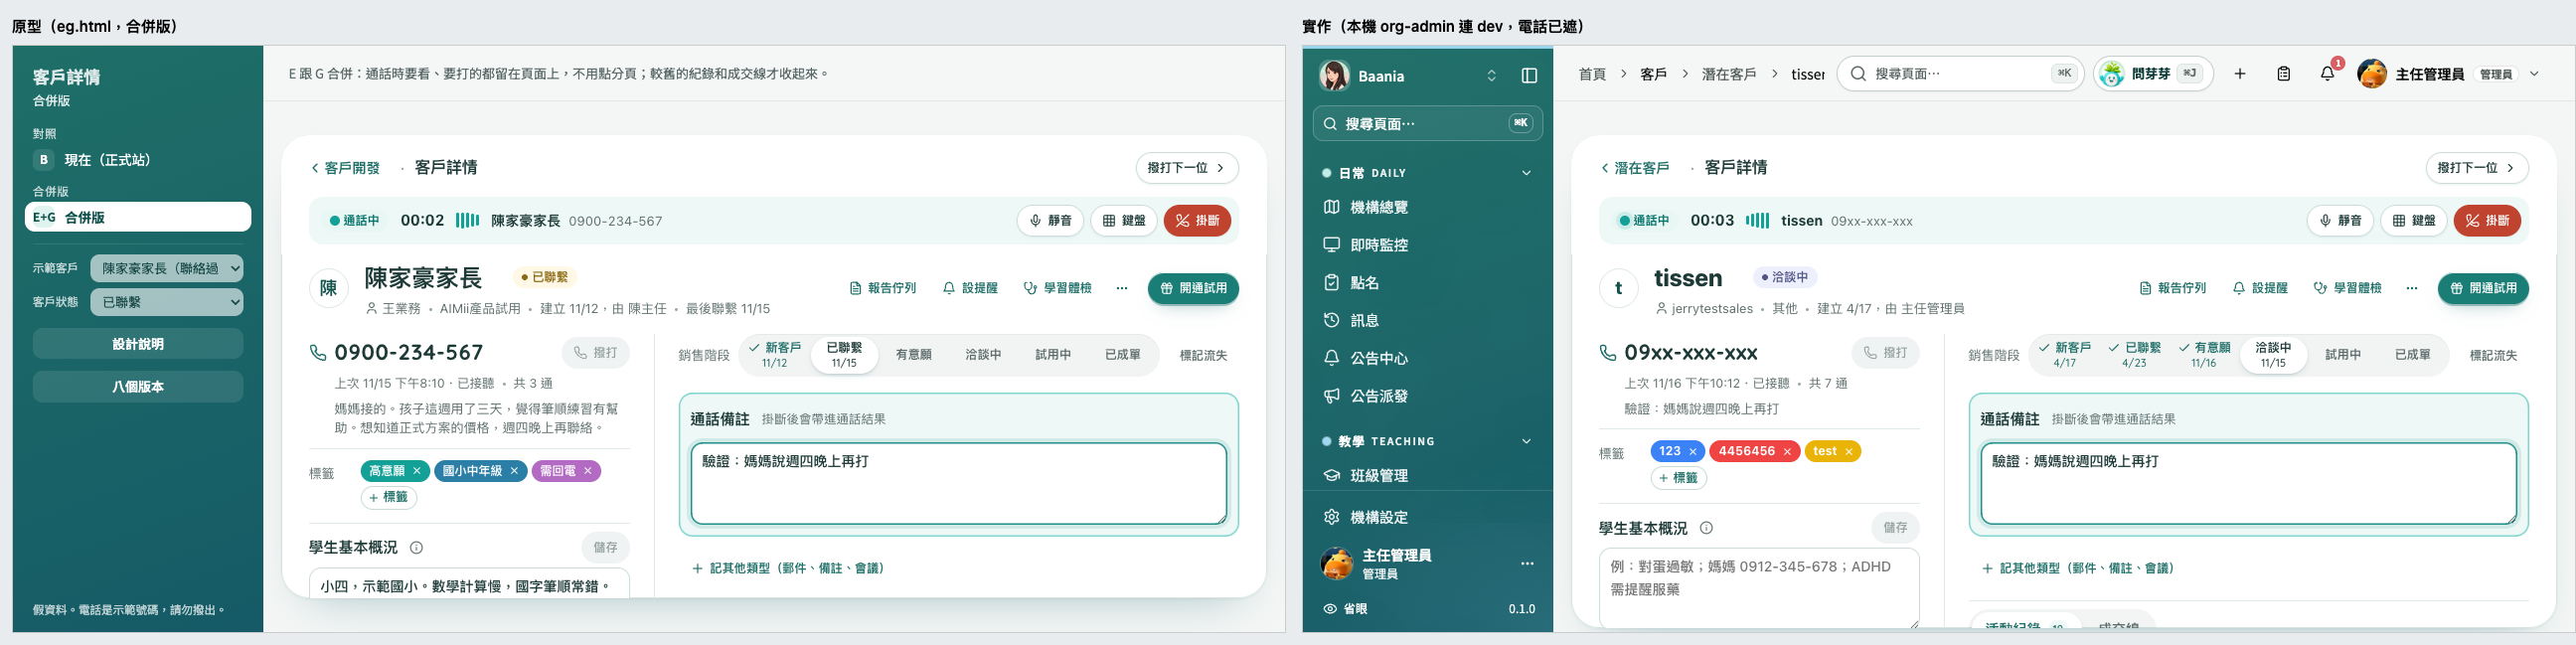 原型（eg.html，合併版）
客戶詳情
合併版
對照
B 現在（正式站）
合併版
E+G 合併版
示範客戶 陳家豪家長（聯絡過
客戶狀態 已聯繫
設計說明
八個版本
假資料。電話是示範號碼，請勿撥出。
E 跟 G 合併：通話時要看、要打的都留在頁面上，不用點分頁；較舊的紀錄和成交線才收起來。
客戶開發 · 客戶詳情
撥打下一位
通話中 00:02 陳家豪家長 0900-234-567
靜音 鍵盤 掛斷
陳 陳家豪家長 已聯繫
王業務 • AIMii產品試用 • 建立 11/12，由 陳主任 • 最後聯繫 11/15
報告佇列 設提醒 學習體檢 ··· 開通試用
0900-234-567 撥打
上次 11/15 下午8:10 · 已接聽 • 共 3 通
媽媽接的。孩子這週用了三天，覺得筆順練習有幫
助。想知道正式方案的價格，週四晚上再聯絡。
標籤 高意願 × 國小中年級 × 需回電 ×
+ 標籤
學生基本概況 儲存
小四，示範國小。數學計算慢，國字筆順常錯。
銷售階段 新客戶 已聯繫 有意願 洽談中 試用中 已成單 標記流失
11/12 11/15
通話備註 掛斷後會帶進通話結果
驗證：媽媽說週四晚上再打
+ 記其他類型（郵件、備註、會議）
實作（本機 org-admin 連 dev，電話已遮）
Baania
搜尋頁面⋯ ⌘K
日常 DAILY
機構總覽
即時監控
點名
訊息
公告中心
公告派發
教學 TEACHING
班級管理
機構設定
主任管理員
管理員
省眼 0.1.0
首頁 > 客戶 > 潛在客戶 > tisser
搜尋頁面⋯ ⌘K
問芽芽 ⌘J
1
主任管理員 管理員
潛在客戶 · 客戶詳情
撥打下一位
通話中 00:03 tissen 09xx-xxx-xxx
靜音 鍵盤 掛斷
t tissen 洽談中
jerrytestsales • 其他 • 建立 4/17，由 主任管理員
報告佇列 設提醒 學習體檢 ··· 開通試用
09xx-xxx-xxx 撥打
上次 11/16 下午10:12 · 已接聽 • 共 7 通
驗證：媽媽說週四晚上再打
標籤 123 × 4456456 × test ×
+ 標籤
學生基本概況 儲存
例：對蛋過敏；媽媽 0912-345-678；ADHD
需提醒服藥
銷售階段 新客戶 已聯繫 有意願 洽談中 試用中 已成單 標記流失
4/17 4/23 11/16 11/15
通話備註 掛斷後會帶進通話結果
驗證：媽媽說週四晚上再打
+ 記其他類型（郵件、備註、會議）